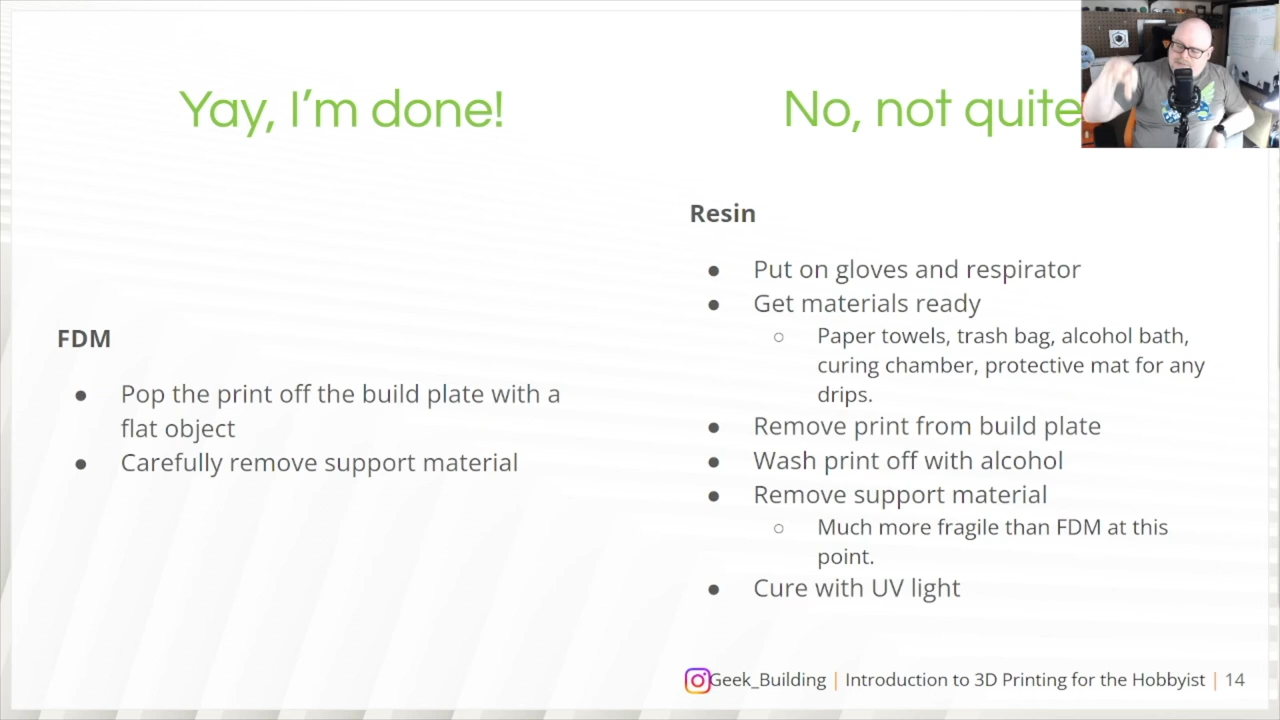 Yay, I'm done!
FDM
● Pop the print off the build plate with a
flat object
● Carefully remove support material
No, not quite
Resin
● Put on gloves and respirator
● Get materials ready
○ Paper towels, trash bag, alcohol bath,
curing chamber, protective mat for any
drips.
● Remove print from build plate
● Wash print off with alcohol
● Remove support material
○ Much more fragile than FDM at this
point.
● Cure with UV light
Geek_Building | Introduction to 3D Printing for the Hobbyist | 14